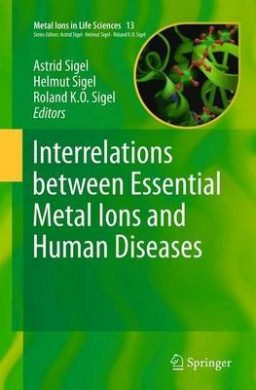 Metal Ions in Life Sciences 13
Series Editors: Astrid Sigel · Helmut Sigel · Roland K.O. Sigel
Astrid Sigel
Helmut Sigel
Roland K.O. Sigel
Editors
Interrelations
between Essential
Metal Ions and
Human Diseases
Springer